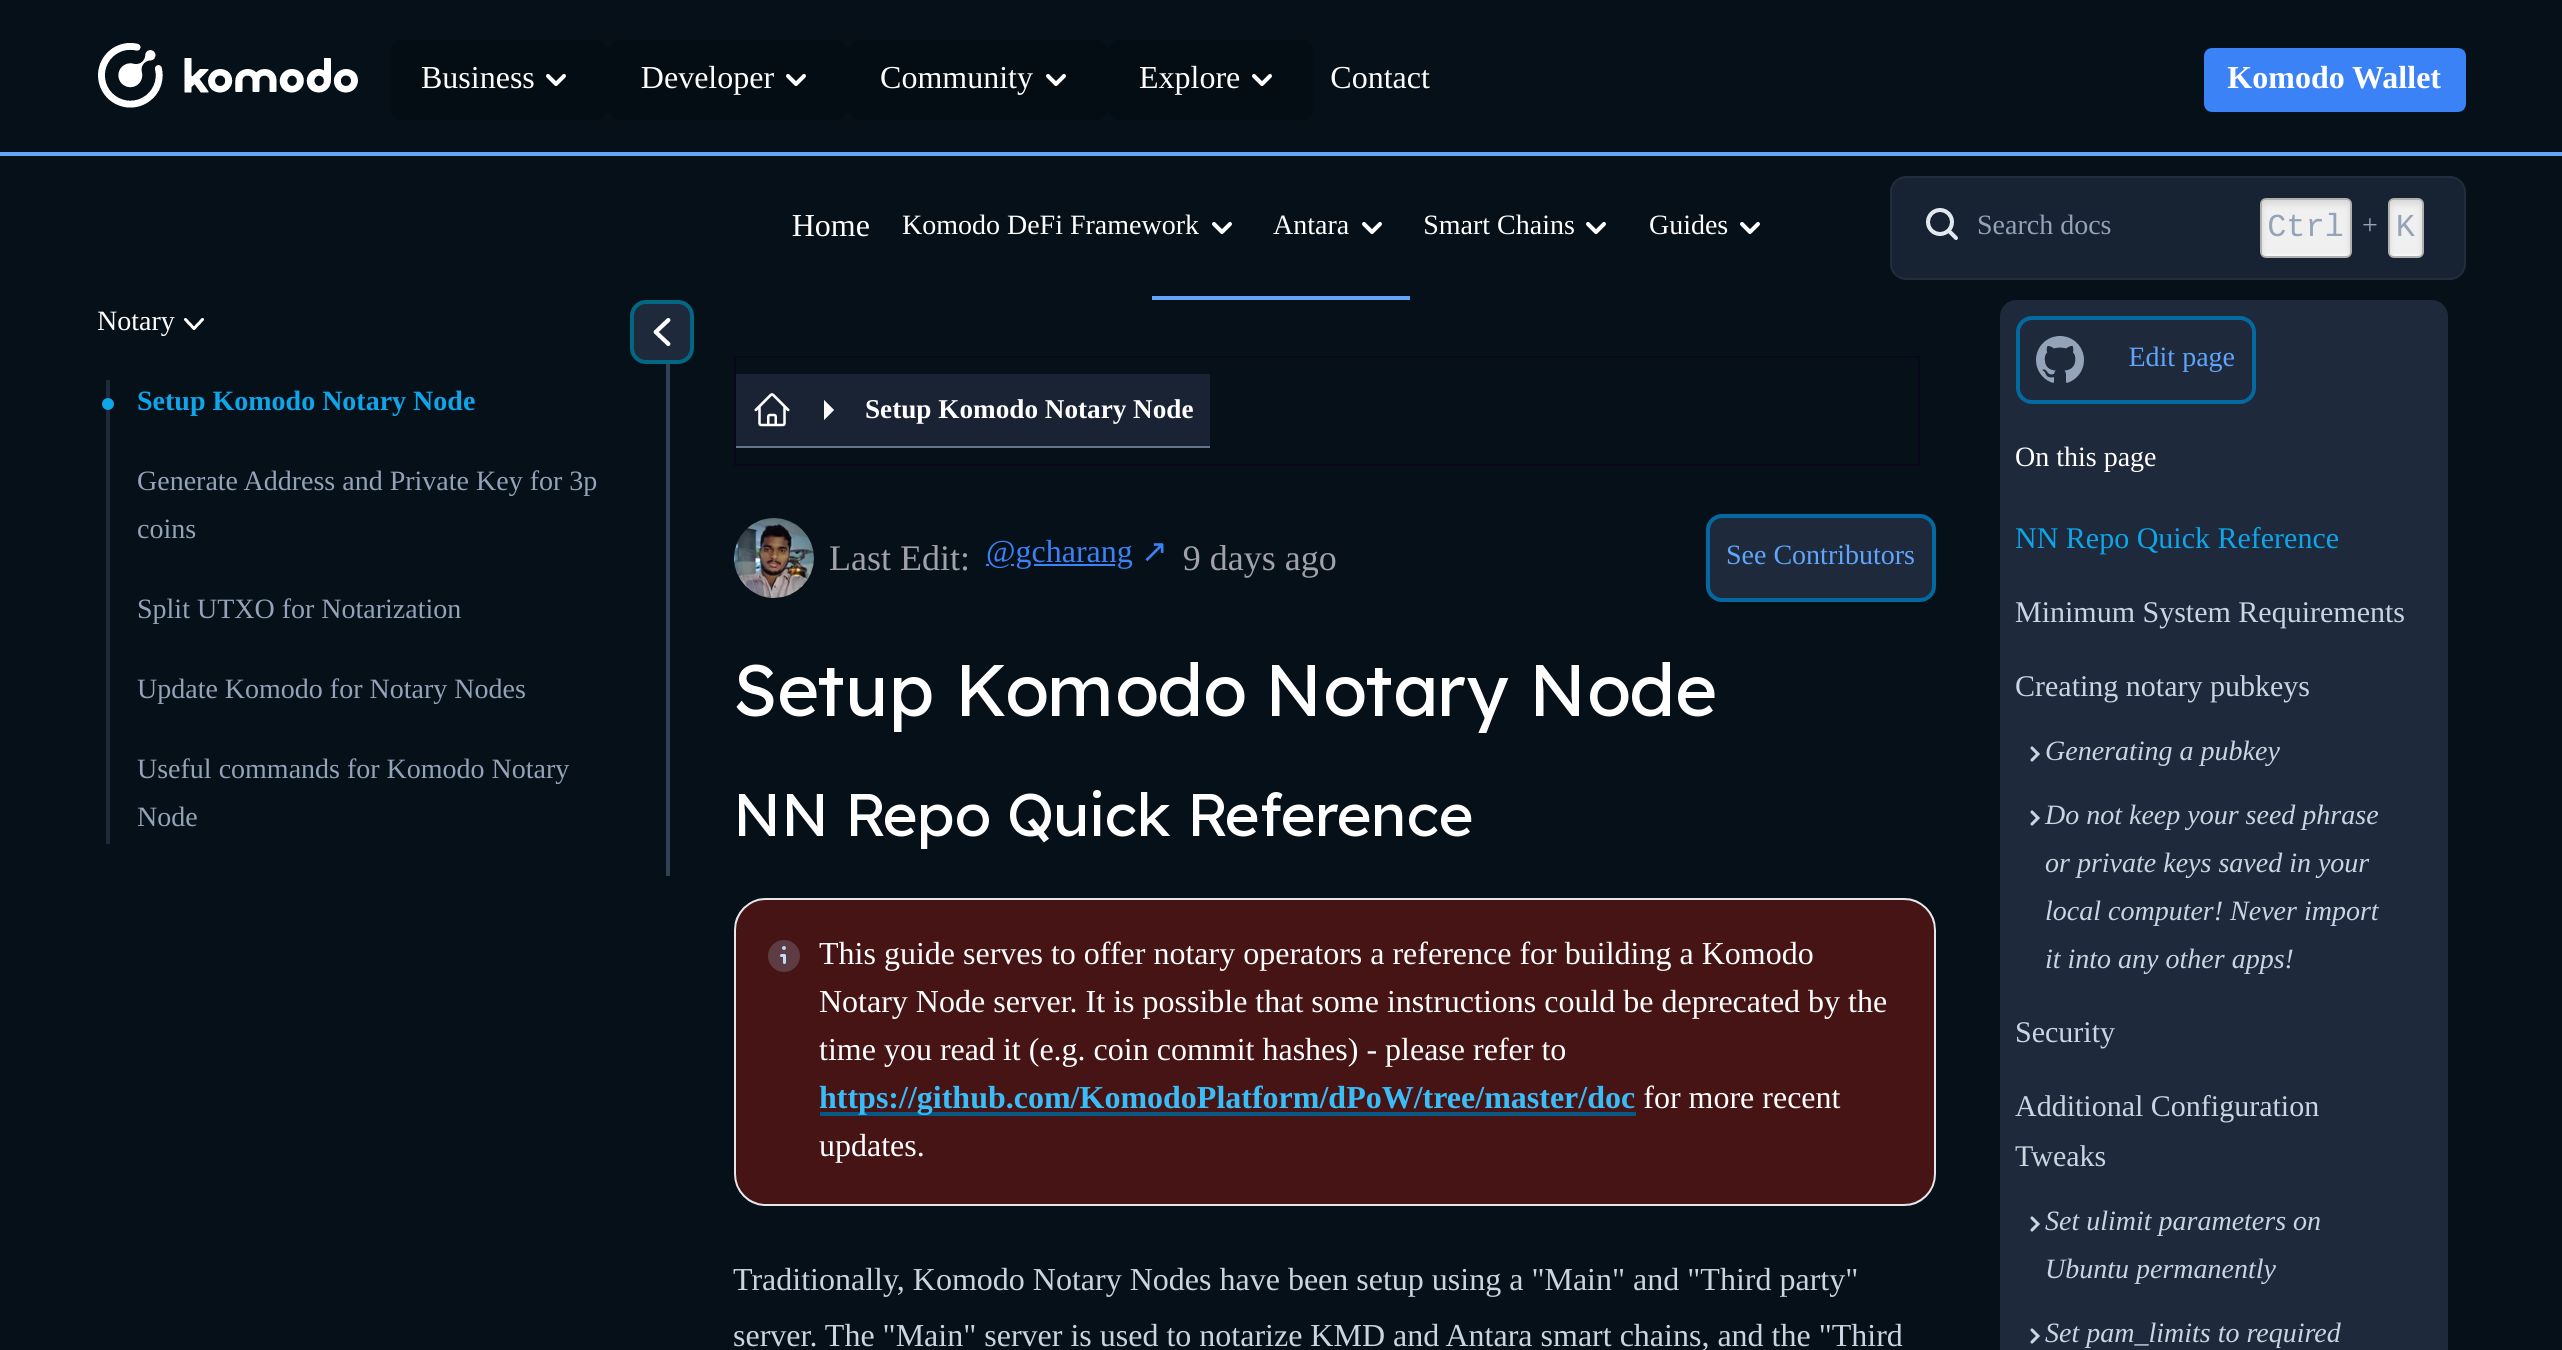 komodo
Business
Developer
Community
Explore
Contact
Komodo Wallet
Home
Komodo DeFi Framework
Antara
Smart Chains
Guides
Search docs
Ctrl + K
Notary
Setup Komodo Notary Node
Generate Address and Private Key for 3p
coins
Split UTXO for Notarization
Update Komodo for Notary Nodes
Useful commands for Komodo Notary
Node
Setup Komodo Notary Node
Last Edit: @gcharang ↗ 9 days ago
See Contributors
Setup Komodo Notary Node
NN Repo Quick Reference
This guide serves to offer notary operators a reference for building a Komodo
Notary Node server. It is possible that some instructions could be deprecated by the
time you read it (e.g. coin commit hashes) - please refer to
https://github.com/KomodoPlatform/dPoW/tree/master/doc for more recent
updates.
Traditionally, Komodo Notary Nodes have been setup using a "Main" and "Third party"
server. The "Main" server is used to notarize KMD and Antara smart chains, and the "Third
Edit page
On this page
NN Repo Quick Reference
Minimum System Requirements
Creating notary pubkeys
Generating a pubkey
Do not keep your seed phrase
or private keys saved in your
local computer! Never import
it into any other apps!
Security
Additional Configuration
Tweaks
Set ulimit parameters on
Ubuntu permanently
Set pam_limits to required